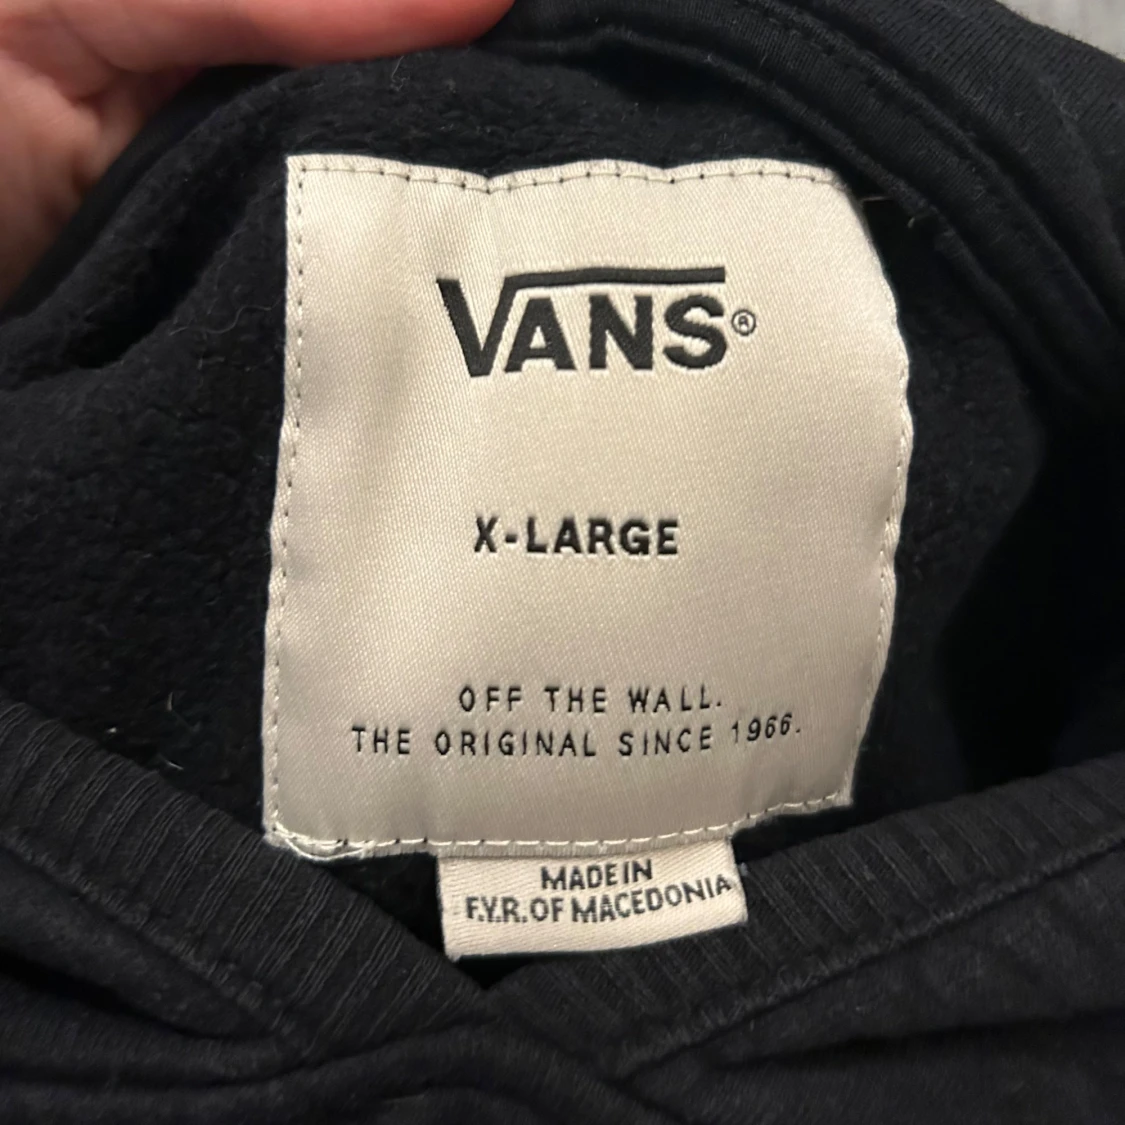 VANS®
X-LARGE
OFF THE WALL.
THE ORIGINAL SINCE 1966.
MADE IN
F.Y.R. OF MACEDONIA